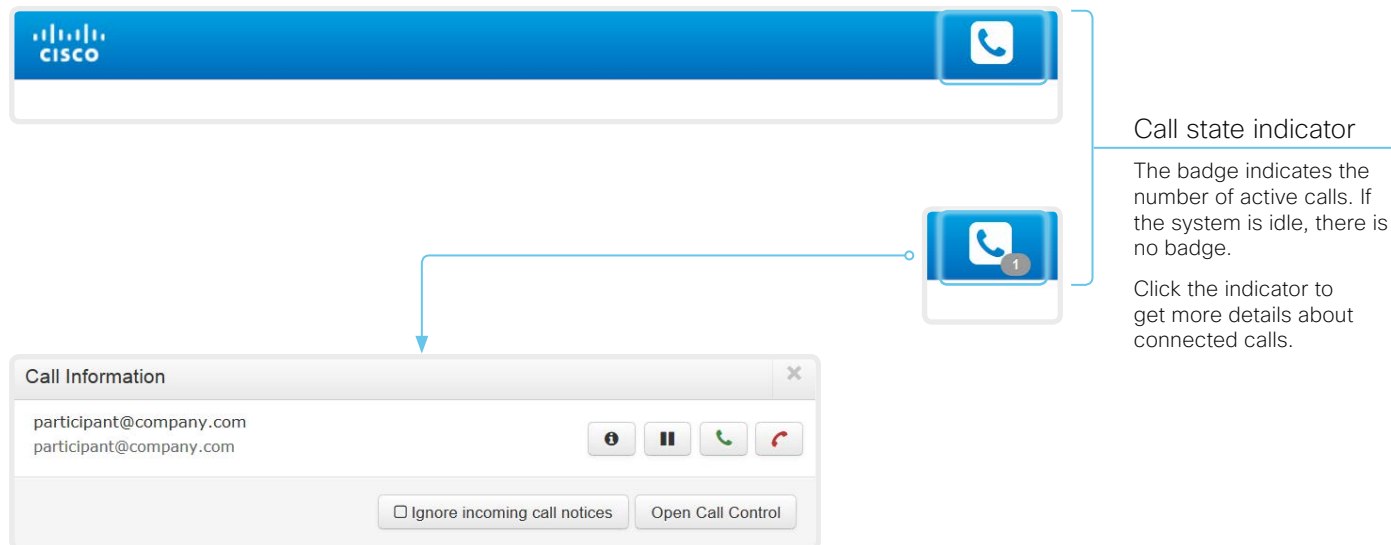 CISCO
Call state indicator
The badge indicates the
number of active calls. If
the system is idle, there is
no badge.
Click the indicator to
get more details about
connected calls.
1
Call Information
participant@company.com
participant@company.com
Ignore incoming call notices
Open Call Control